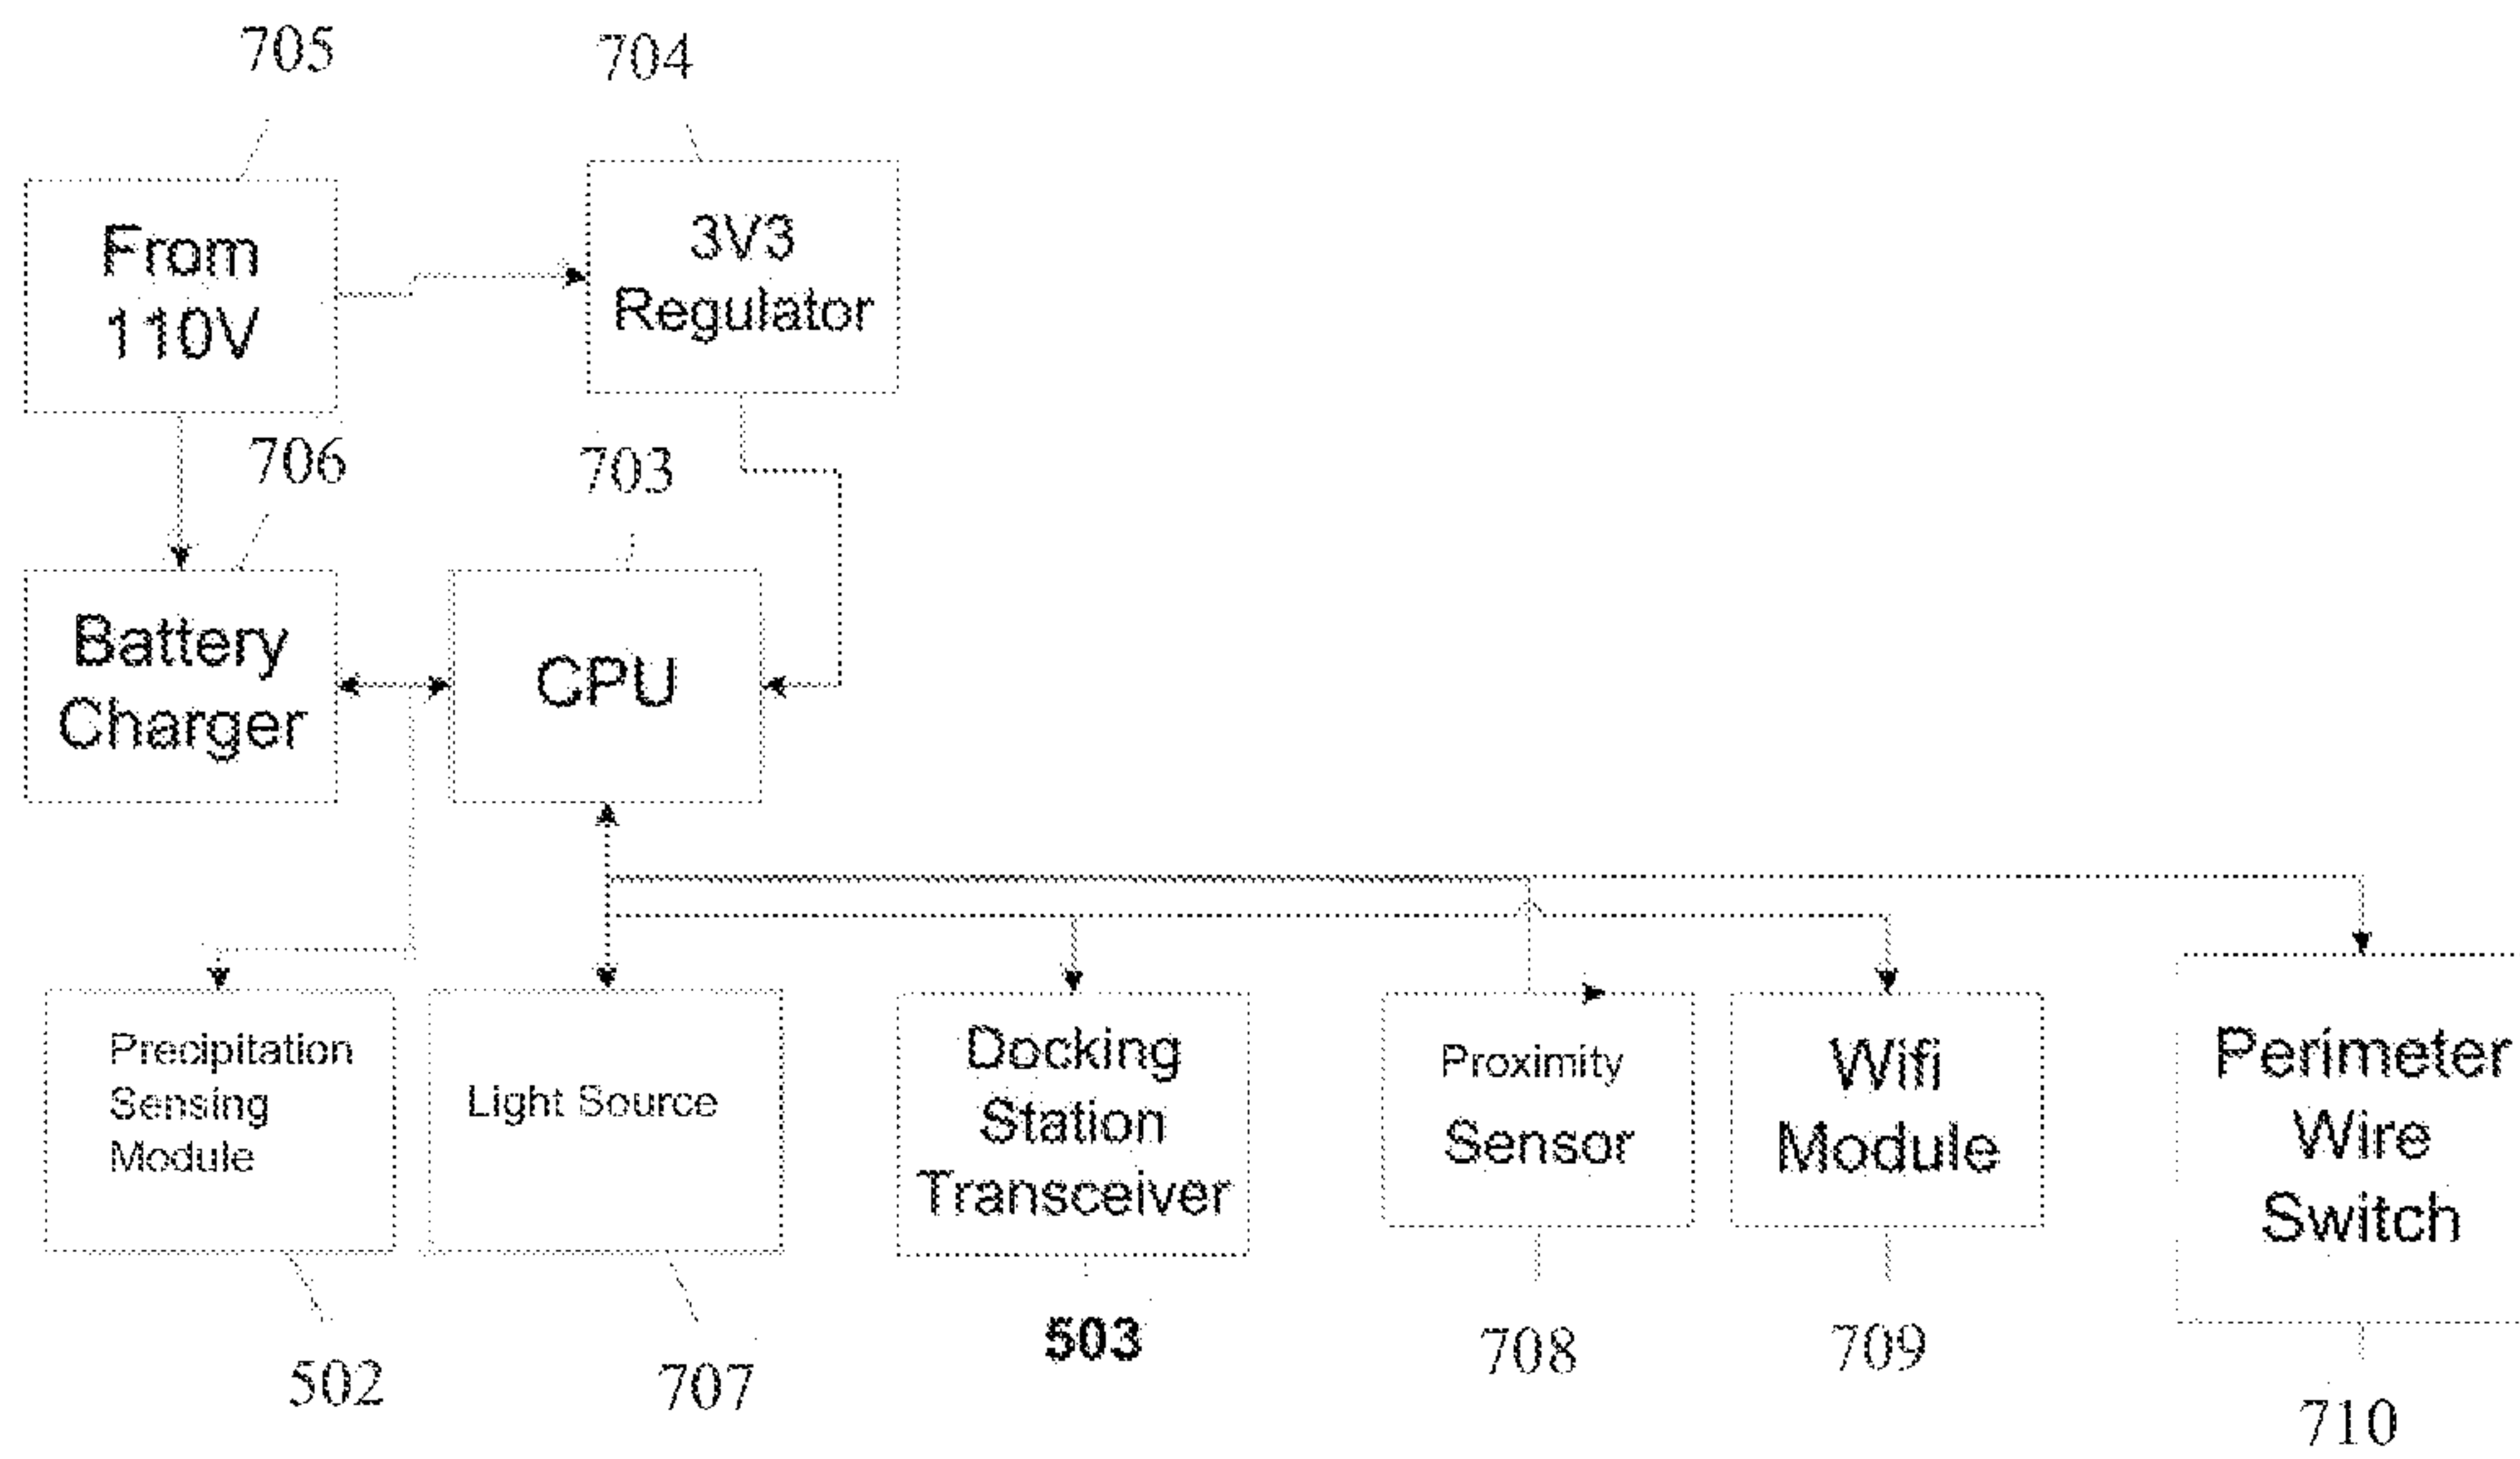 705
704
From
110V
3V3
Regulator
706
703
Battery
Charger
CPU
Precipitation
Sensing
Module
Light Source
Docking
Station
Transceiver
Proximity
Sensor
Wifi
Module
Perimeter
Wire
Switch
502
707
503
708
709
710